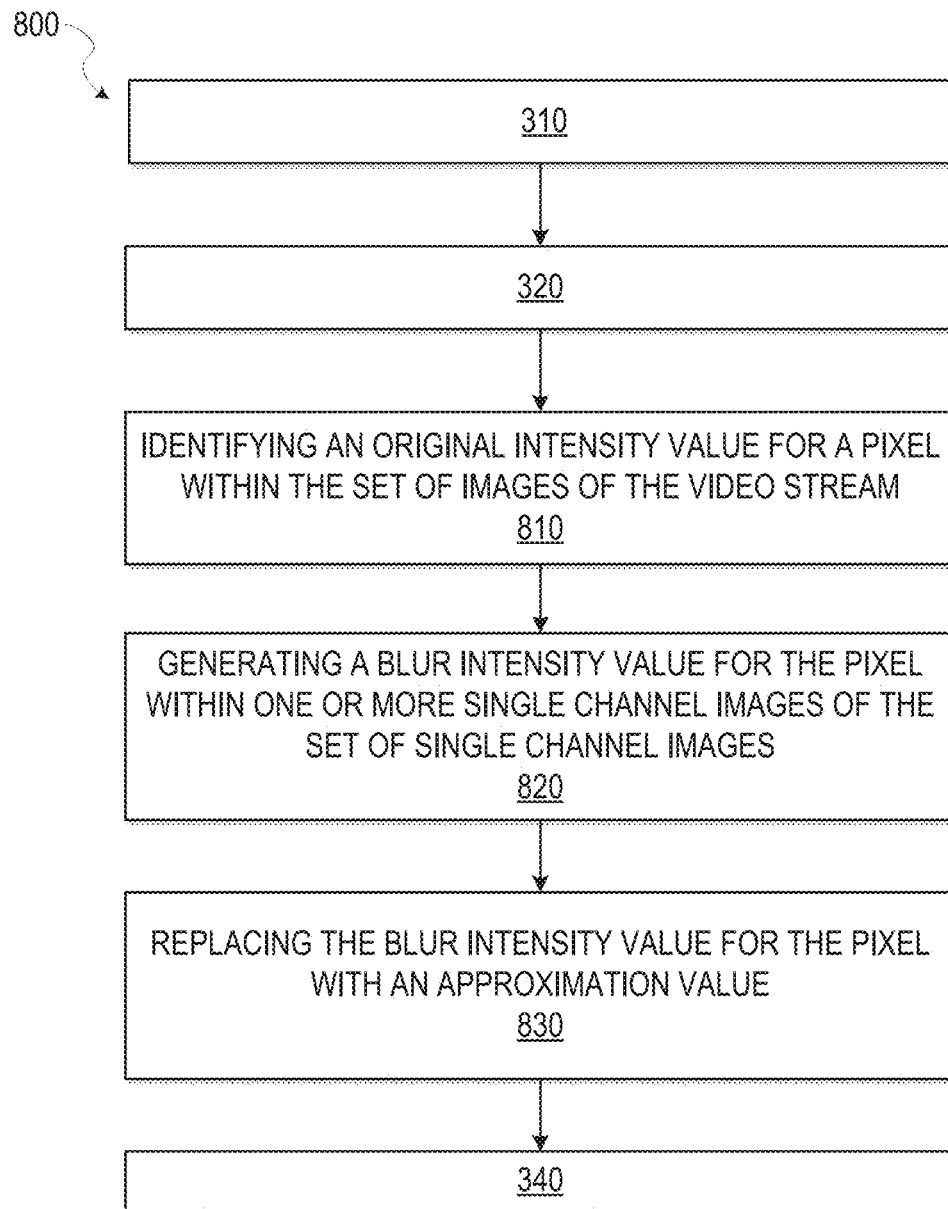 800
310
320
IDENTIFYING AN ORIGINAL INTENSITY VALUE FOR A PIXEL
WITHIN THE SET OF IMAGES OF THE VIDEO STREAM
810
GENERATING A BLUR INTENSITY VALUE FOR THE PIXEL
WITHIN ONE OR MORE SINGLE CHANNEL IMAGES OF THE
SET OF SINGLE CHANNEL IMAGES
820
REPLACING THE BLUR INTENSITY VALUE FOR THE PIXEL
WITH AN APPROXIMATION VALUE
830
340